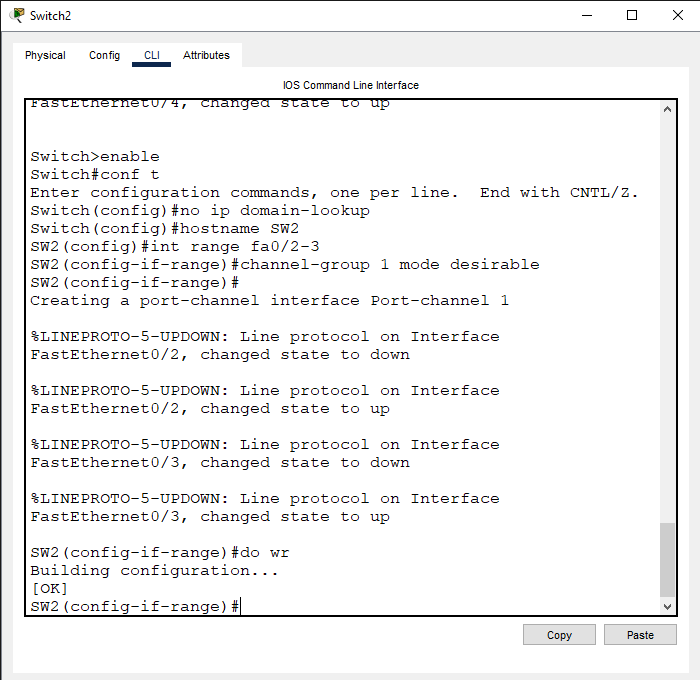 Switch2
Physical Config CLI Attributes
IOS Command Line Interface
FastEthernet0/4, changed state to up
Switch>enable
Switch#conf t
Enter configuration commands, one per line.  End with CNTL/Z.
Switch(config)#no ip domain-lookup
Switch(config)#hostname SW2
SW2(config)#int range fa0/2-3
SW2(config-if-range)#channel-group 1 mode desirable
SW2(config-if-range)#
Creating a port-channel interface Port-channel 1
%LINEPROTO-5-UPDOWN: Line protocol on Interface
FastEthernet0/2, changed state to down
%LINEPROTO-5-UPDOWN: Line protocol on Interface
FastEthernet0/2, changed state to up
%LINEPROTO-5-UPDOWN: Line protocol on Interface
FastEthernet0/3, changed state to down
%LINEPROTO-5-UPDOWN: Line protocol on Interface
FastEthernet0/3, changed state to up
SW2(config-if-range)#do wr
Building configuration...
[OK]
SW2(config-if-range)#
Copy Paste